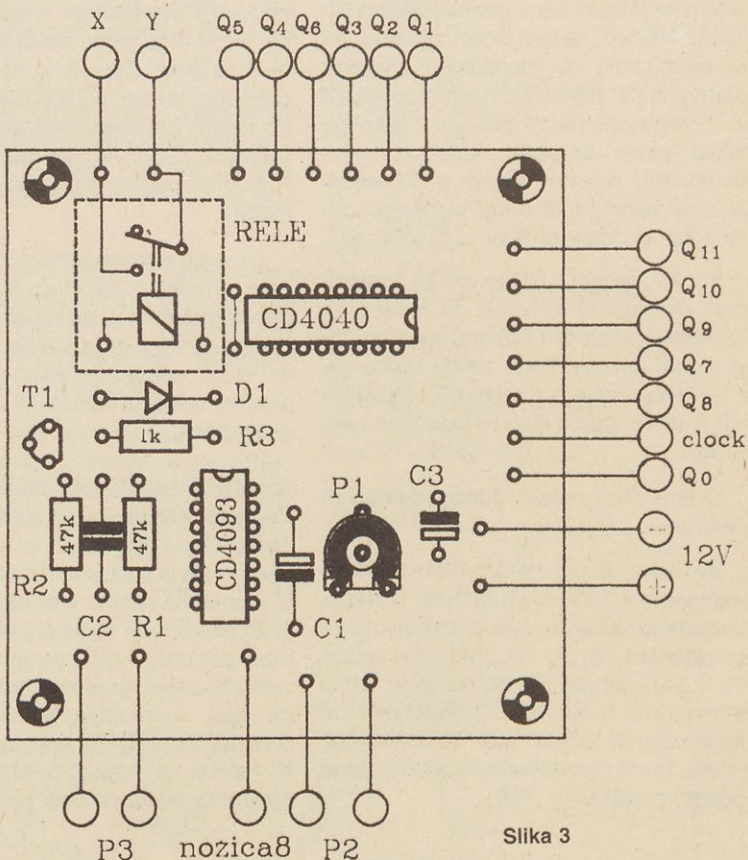 X Y Q5 Q4 Q6 Q3 Q2 Q1
RELE
Q11
Q10
CD4040
Q9
Q7
T1 D1
Q8
1k R3
clock
C3
P1
Q0
47k 47k CD4093
12V
R2
C2 R1 C1
P3 nozica8 P2
Slika 3